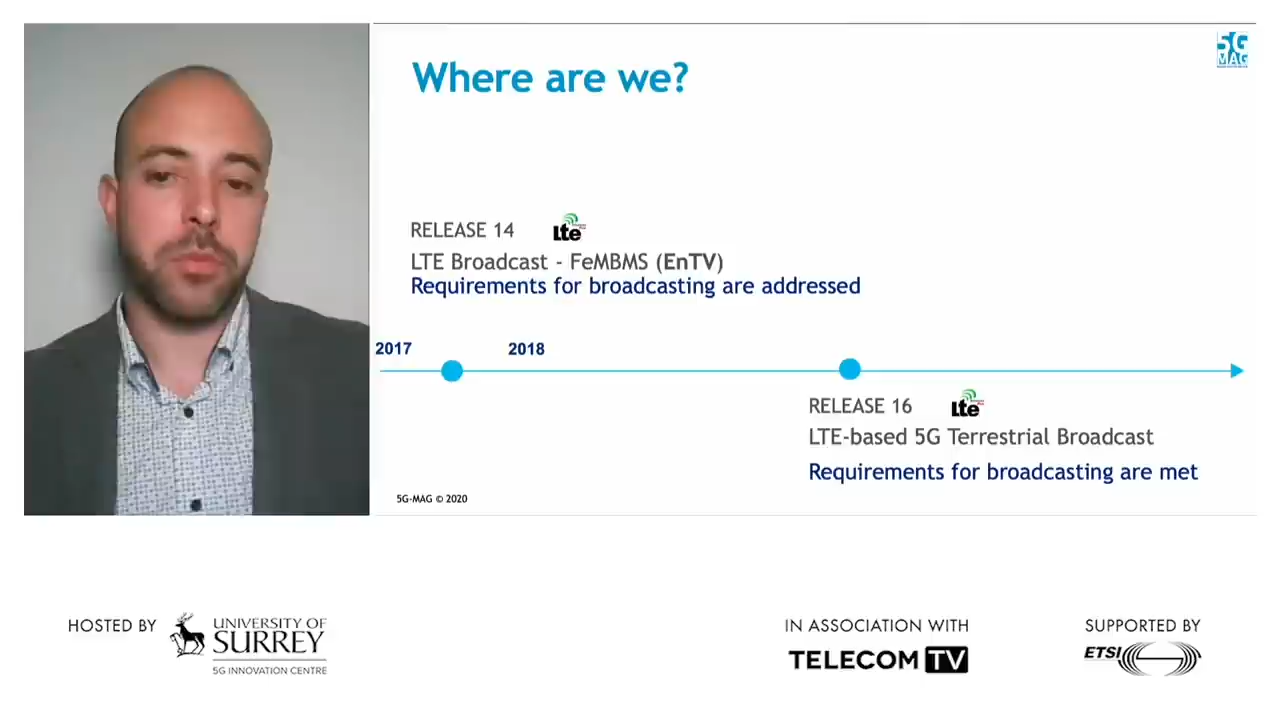 Where are we?
5G
MAG
RELEASE 14
Lte
LTE Broadcast - FeMBMS (EnTV)
Requirements for broadcasting are addressed
2017
2018
RELEASE 16
Lte
LTE-based 5G Terrestrial Broadcast
Requirements for broadcasting are met
5G-MAG © 2020
HOSTED BY
UNIVERSITY OF
SURREY
5G INNOVATION CENTRE
IN ASSOCIATION WITH
TELECOM TV
SUPPORTED BY
ETSI